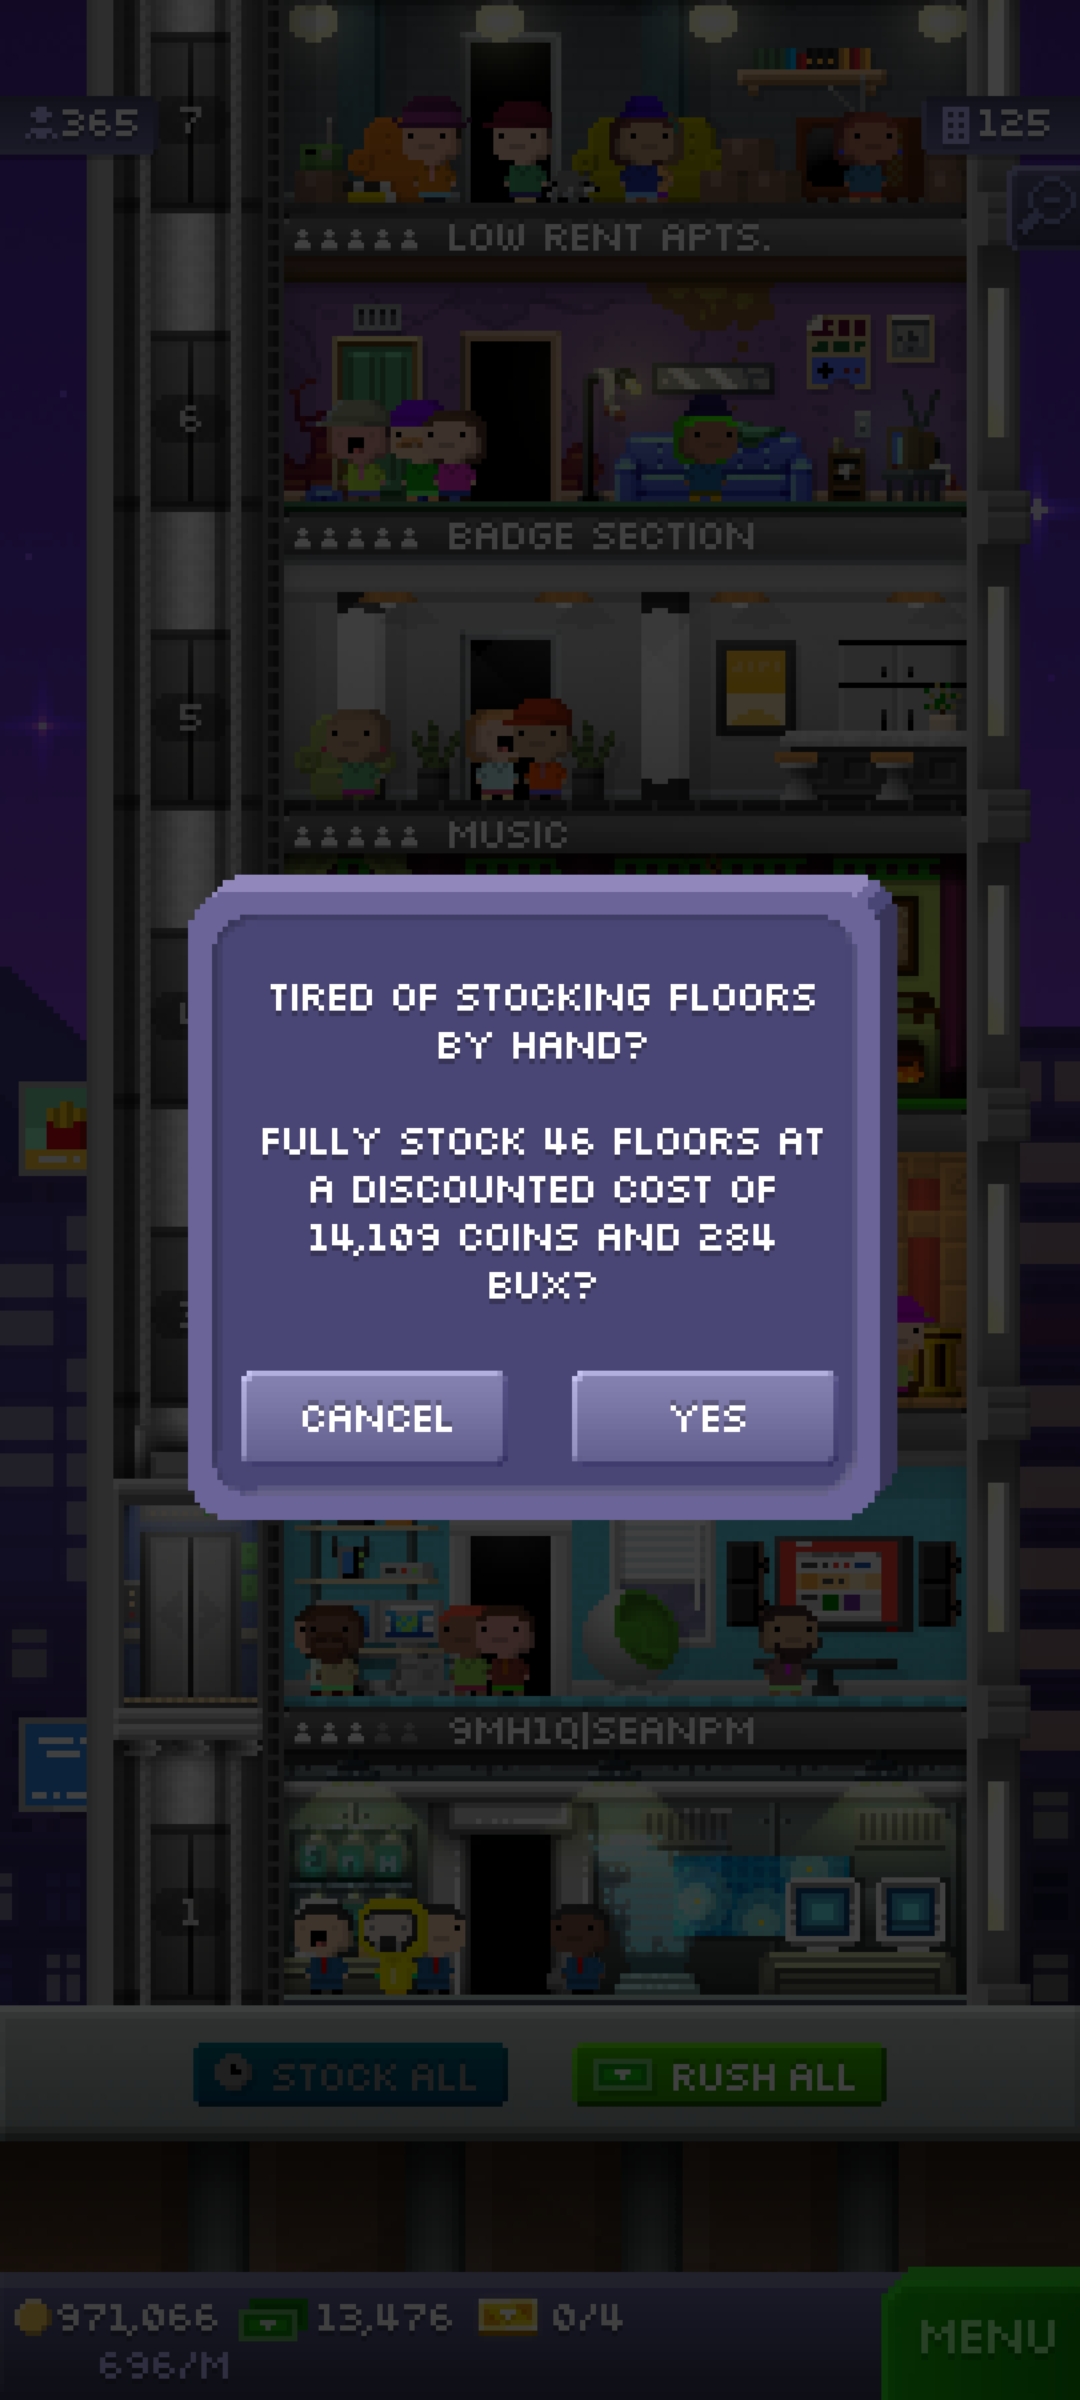 365
7
125
LOW RENT APTS.
6
BADGE SECTION
5
MUSIC
TIRED OF STOCKING FLOORS
BY HAND?
FULLY STOCK 46 FLOORS AT
A DISCOUNTED COST OF
14,109 COINS AND 284
BUX?
CANCEL
YES
9MH1Q|SEANPM
1
STOCK ALL
RUSH ALL
971,066
13,476
0/4
696/M
MENU